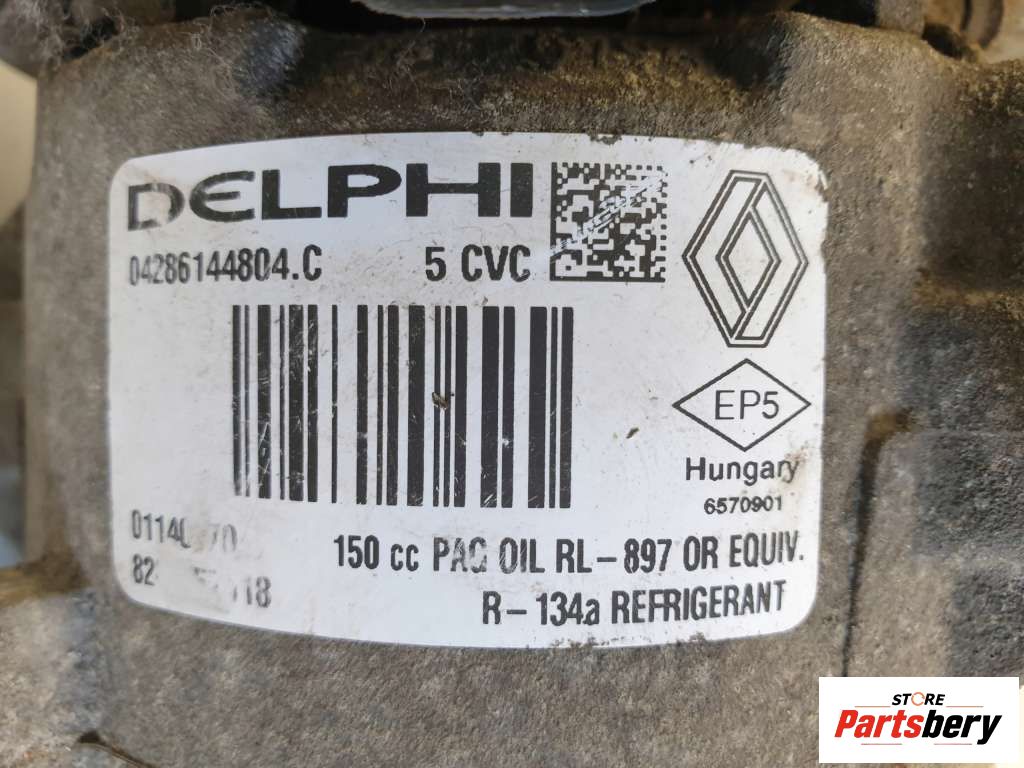 DELPHI
04286144804.C 5 CVC
EP5
Hungary
6570901
150 cc PAG OIL RL-897 OR EQUIV.
R-134a REFRIGERANT
STORE
Partsbery